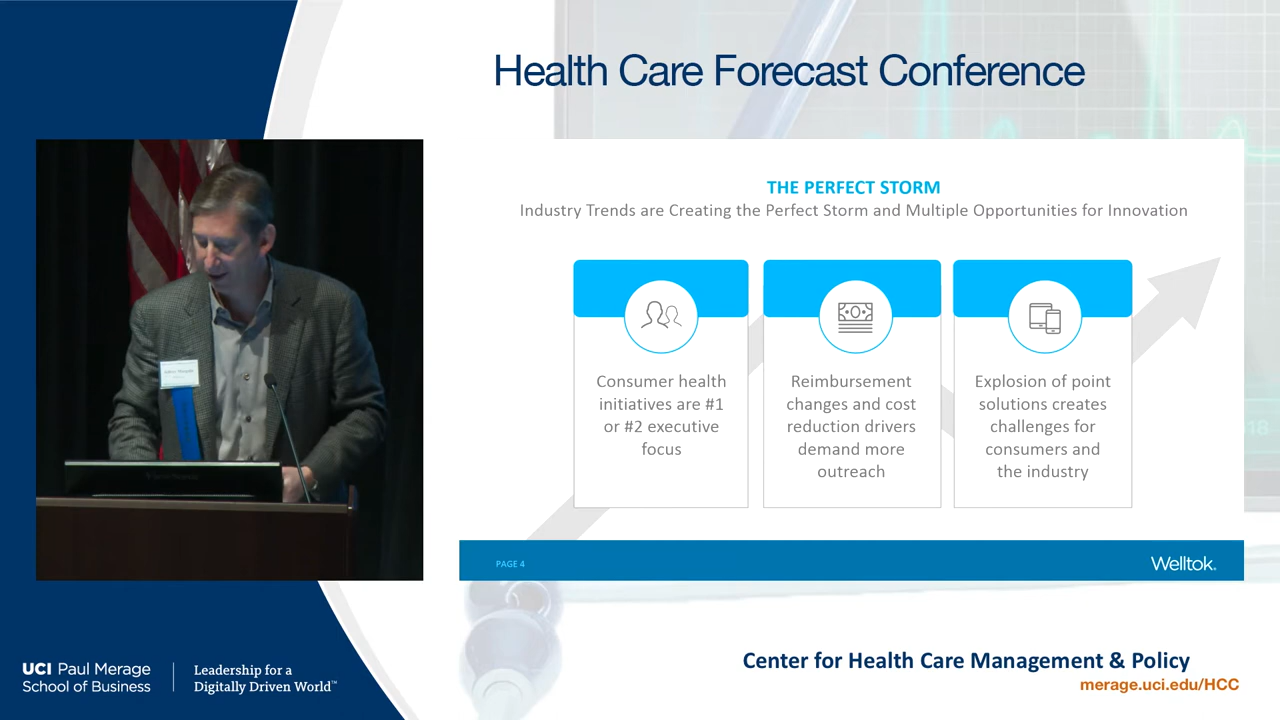 Health Care Forecast Conference
THE PERFECT STORM
Industry Trends are Creating the Perfect Storm and Multiple Opportunities for Innovation
Consumer health
initiatives are #1
or #2 executive
focus
Reimbursement
changes and cost
reduction drivers
demand more
outreach
Explosion of point
solutions creates
challenges for
consumers and
the industry
PAGE 4
Welltok.
UCI Paul Merage
School of Business
Leadership for a
Digitally Driven World™
Center for Health Care Management & Policy
merage.uci.edu/HCC